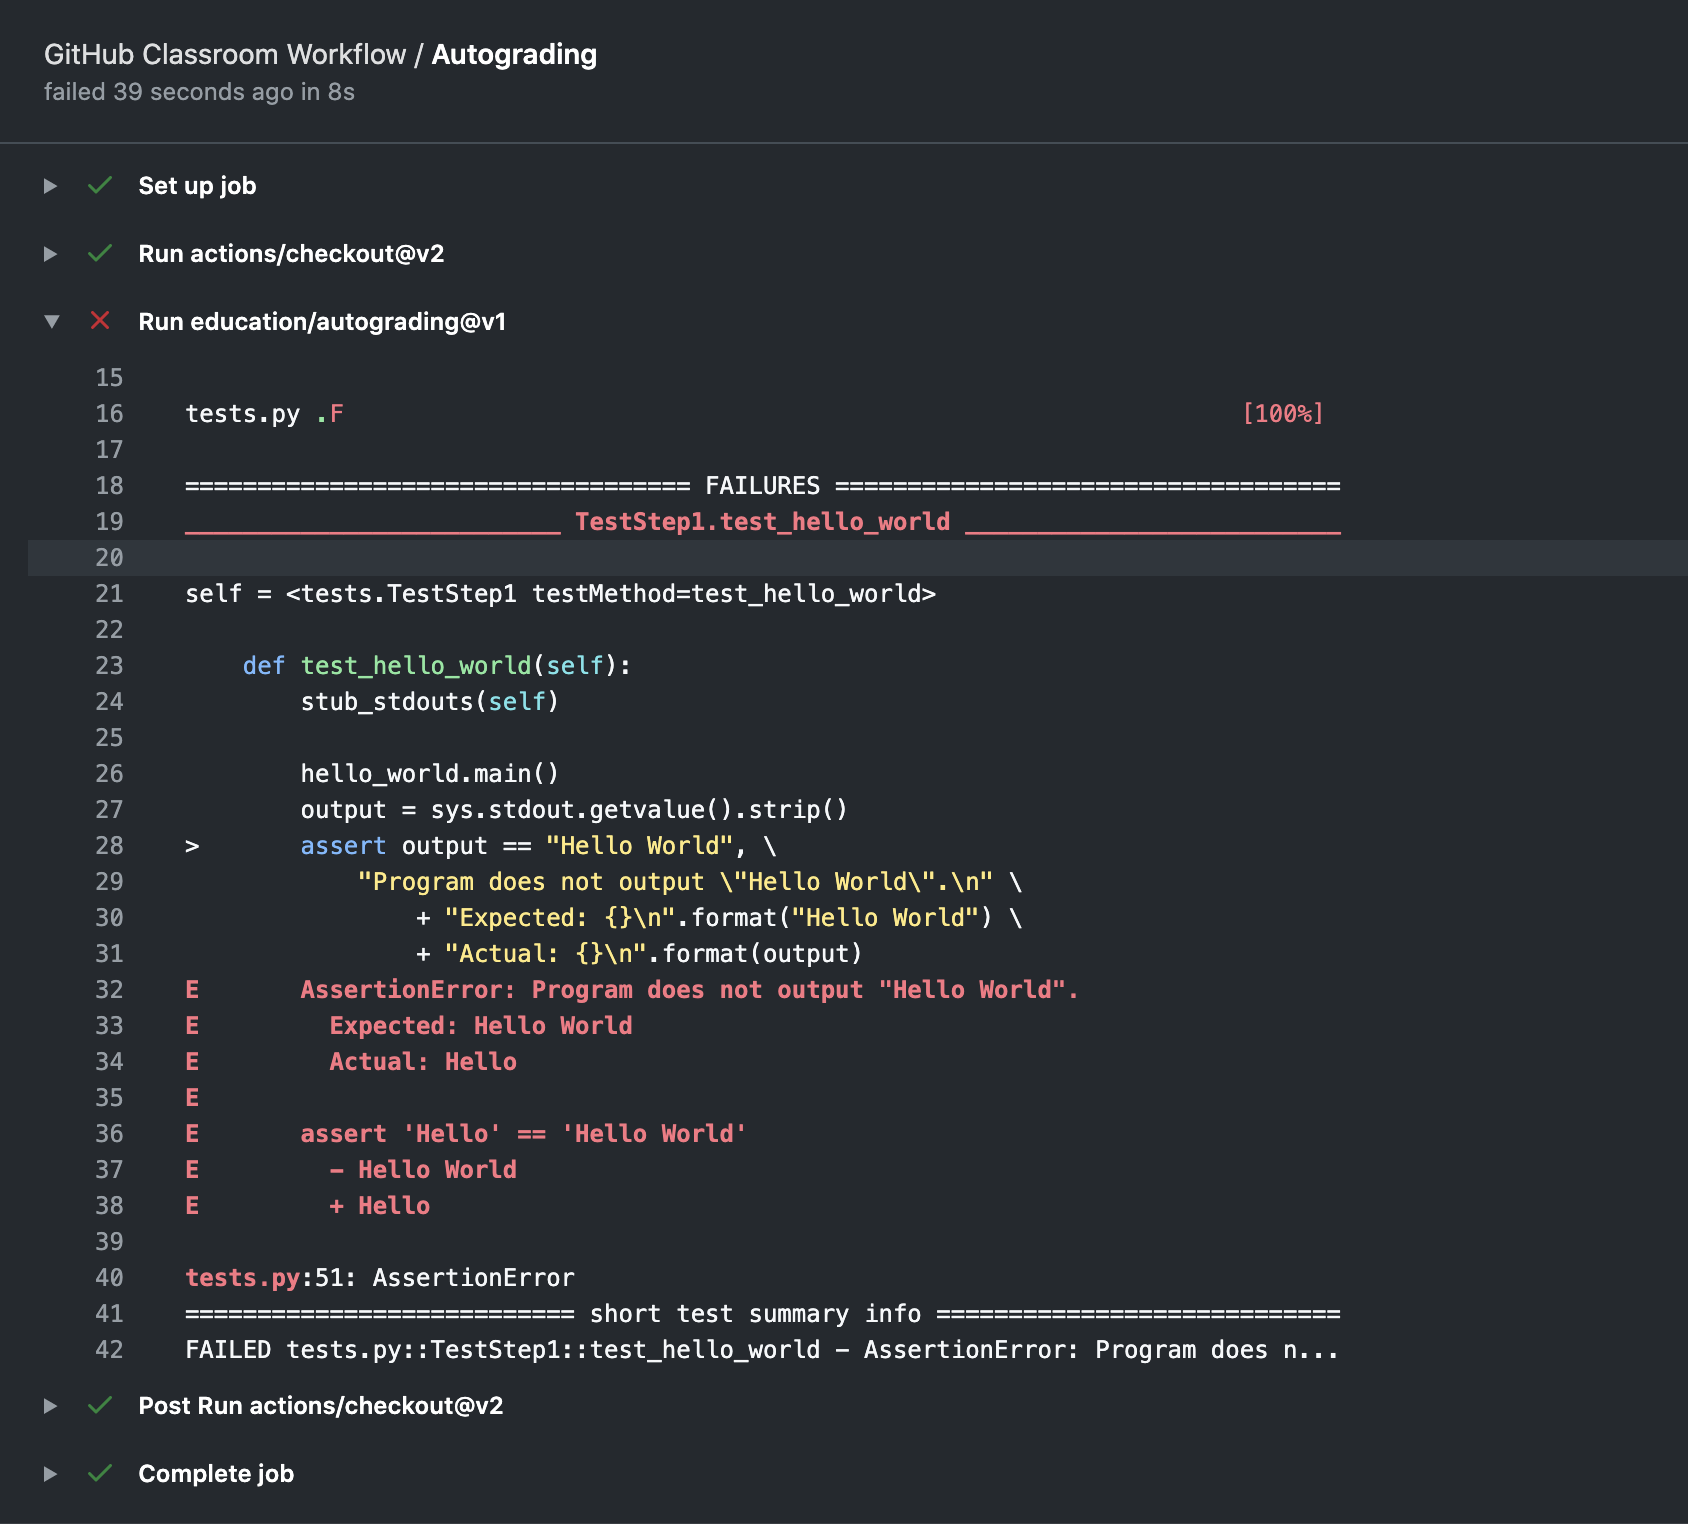 GitHub Classroom Workflow / Autograding
failed 39 seconds ago in 8s
Set up job
Run actions/checkout@v2
Run education/autograding@v1
15
16 tests.py .F [100%]
17
18 =================================== FAILURES ===================================
19 __________________________ TestStep1.test_hello_world __________________________
20
21 self = <tests.TestStep1 testMethod=test_hello_world>
22
23     def test_hello_world(self):
24         stub_stdouts(self)
25
26         hello_world.main()
27         output = sys.stdout.getvalue().strip()
28 >       assert output == "Hello World", \
29             "Program does not output \"Hello World\".\n" \
30                 + "Expected: {}\n".format("Hello World") \
31                 + "Actual: {}\n".format(output)
32 E       AssertionError: Program does not output "Hello World".
33 E         Expected: Hello World
34 E         Actual: Hello
35 E
36 E       assert 'Hello' == 'Hello World'
37 E         - Hello World
38 E         + Hello
39
40 tests.py:51: AssertionError
41 =========================== short test summary info ============================
42 FAILED tests.py::TestStep1::test_hello_world - AssertionError: Program does n...
Post Run actions/checkout@v2
Complete job